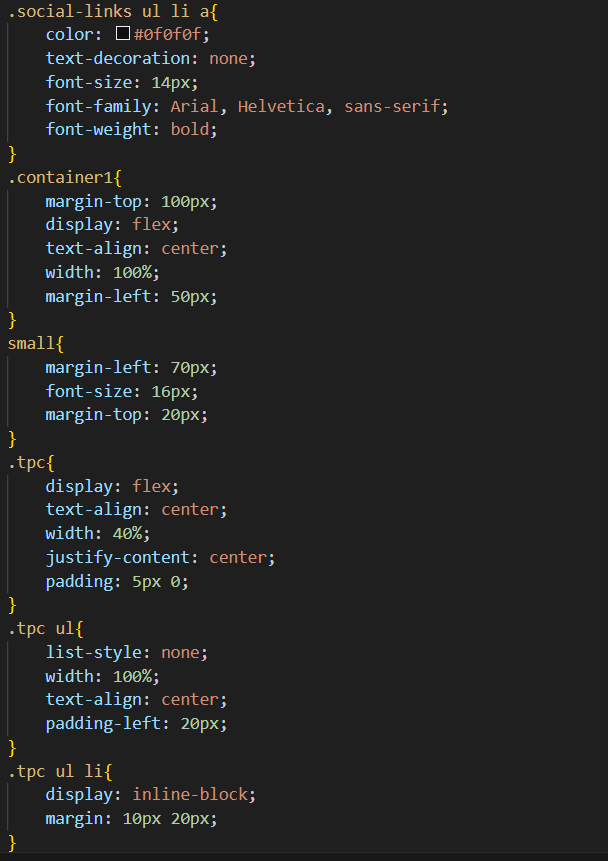 .social-links ul li a{
    color: #0f0f0f;
    text-decoration: none;
    font-size: 14px;
    font-family: Arial, Helvetica, sans-serif;
    font-weight: bold;
}
.container1{
    margin-top: 100px;
    display: flex;
    text-align: center;
    width: 100%;
    margin-left: 50px;
}
small{
    margin-left: 70px;
    font-size: 16px;
    margin-top: 20px;
}
.tpc{
    display: flex;
    text-align: center;
    width: 40%;
    justify-content: center;
    padding: 5px 0;
}
.tpc ul{
    list-style: none;
    width: 100%;
    text-align: center;
    padding-left: 20px;
}
.tpc ul li{
    display: inline-block;
    margin: 10px 20px;
}